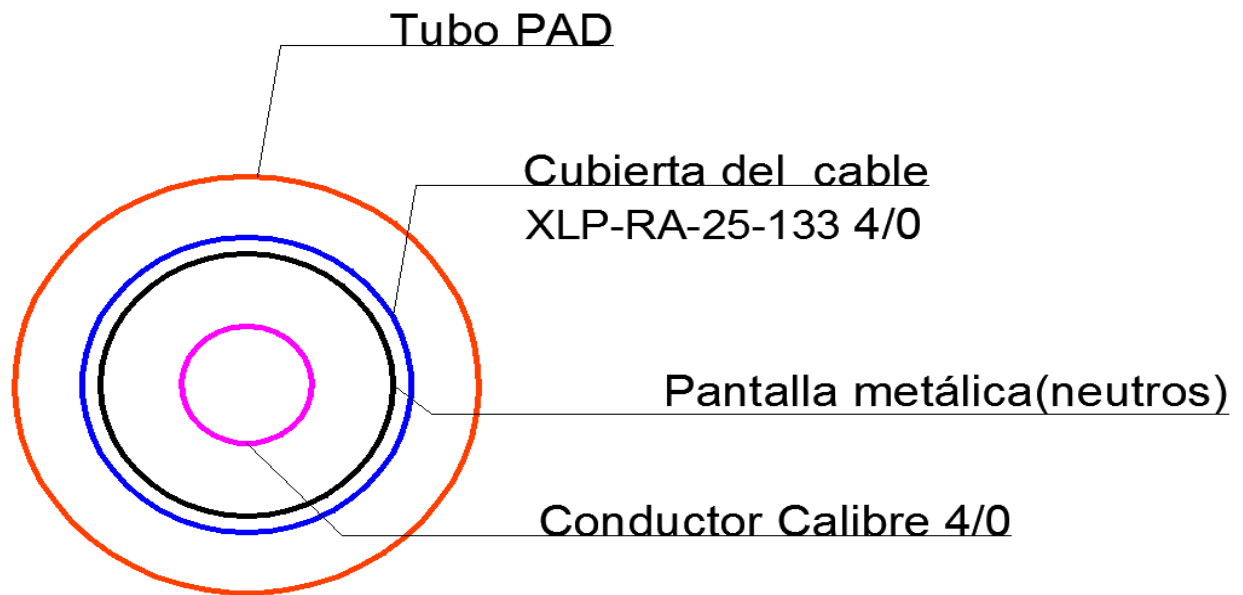 Tubo PAD
Cubierta del cable
XLP-RA-25-133 4/0
Pantalla metálica(neutros)
Conductor Calibre 4/0